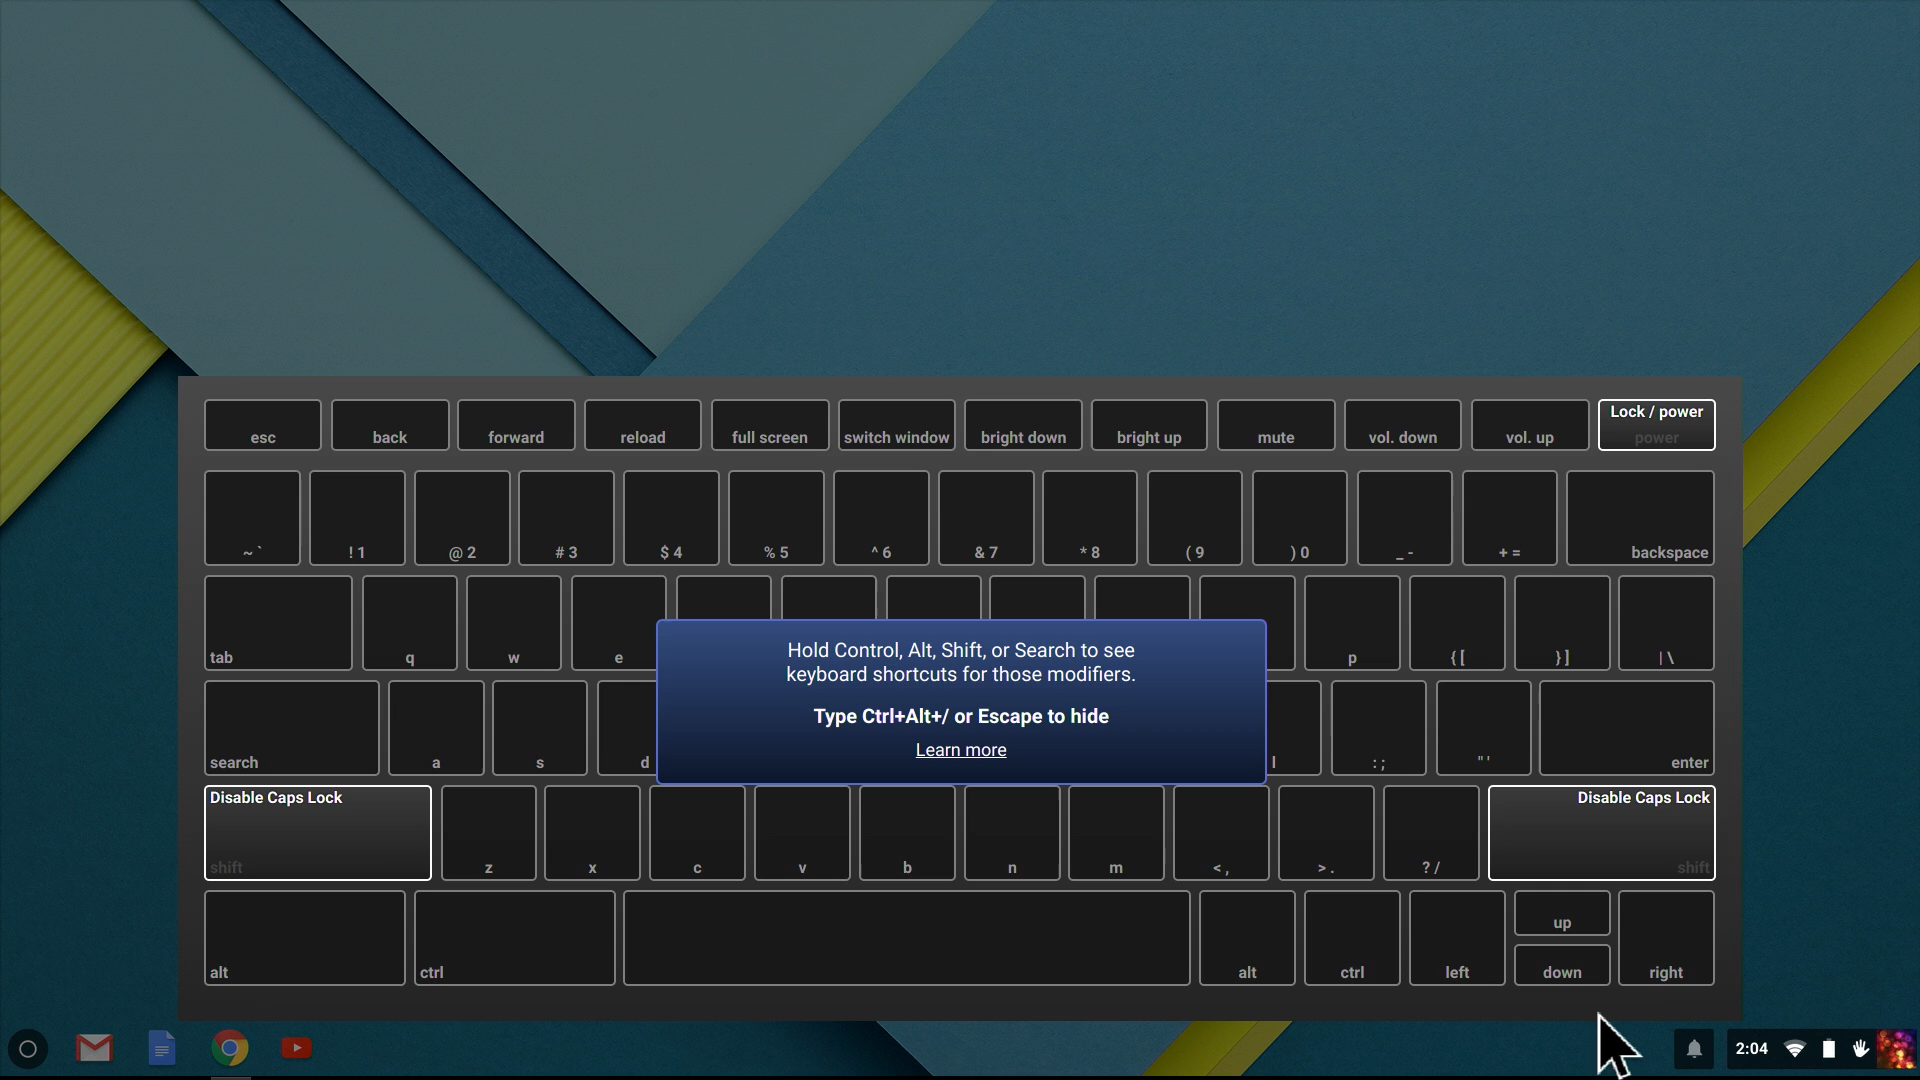 Lock / power
esc
back
forward
reload
full screen
switch window
bright down
bright up
mute
vol. down
vol. up
power
~ `
! 1
@ 2
# 3
$ 4
% 5
^ 6
& 7
* 8
( 9
) 0
_ -
+ =
backspace
tab
q
w
e
p
{ [
} ]
| \
Hold Control, Alt, Shift, or Search to see
keyboard shortcuts for those modifiers.
Type Ctrl+Alt+/ or Escape to hide
Learn more
search
a
s
d
l
: ;
" '
enter
Disable Caps Lock
Disable Caps Lock
shift
z
x
c
v
b
n
m
< ,
> .
? /
shift
alt
ctrl
alt
ctrl
left
up
down
right
2:04